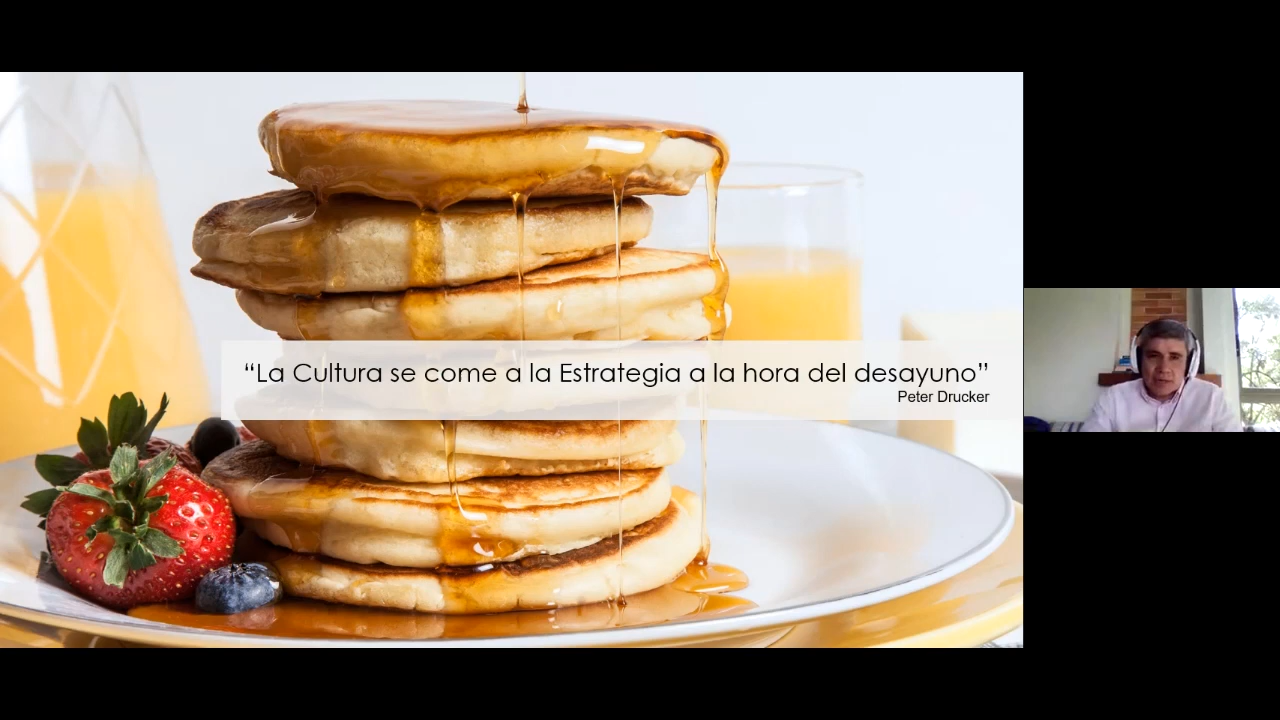 “La Cultura se come a la Estrategia a la hora del desayuno”
Peter Drucker